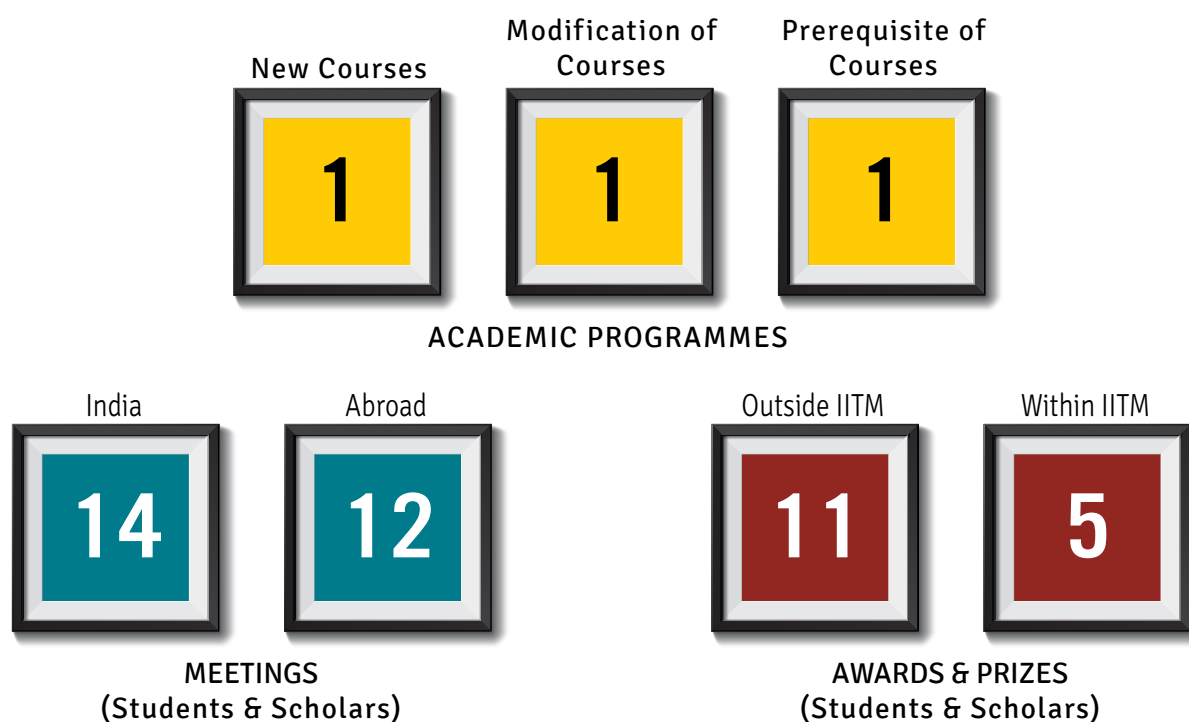 New Courses
Modification of
Courses
Prerequisite of
Courses
1
1
1
ACADEMIC PROGRAMMES
India
Abroad
14
12
MEETINGS
(Students & Scholars)
Outside IITM
Within IITM
11
5
AWARDS & PRIZES
(Students & Scholars)